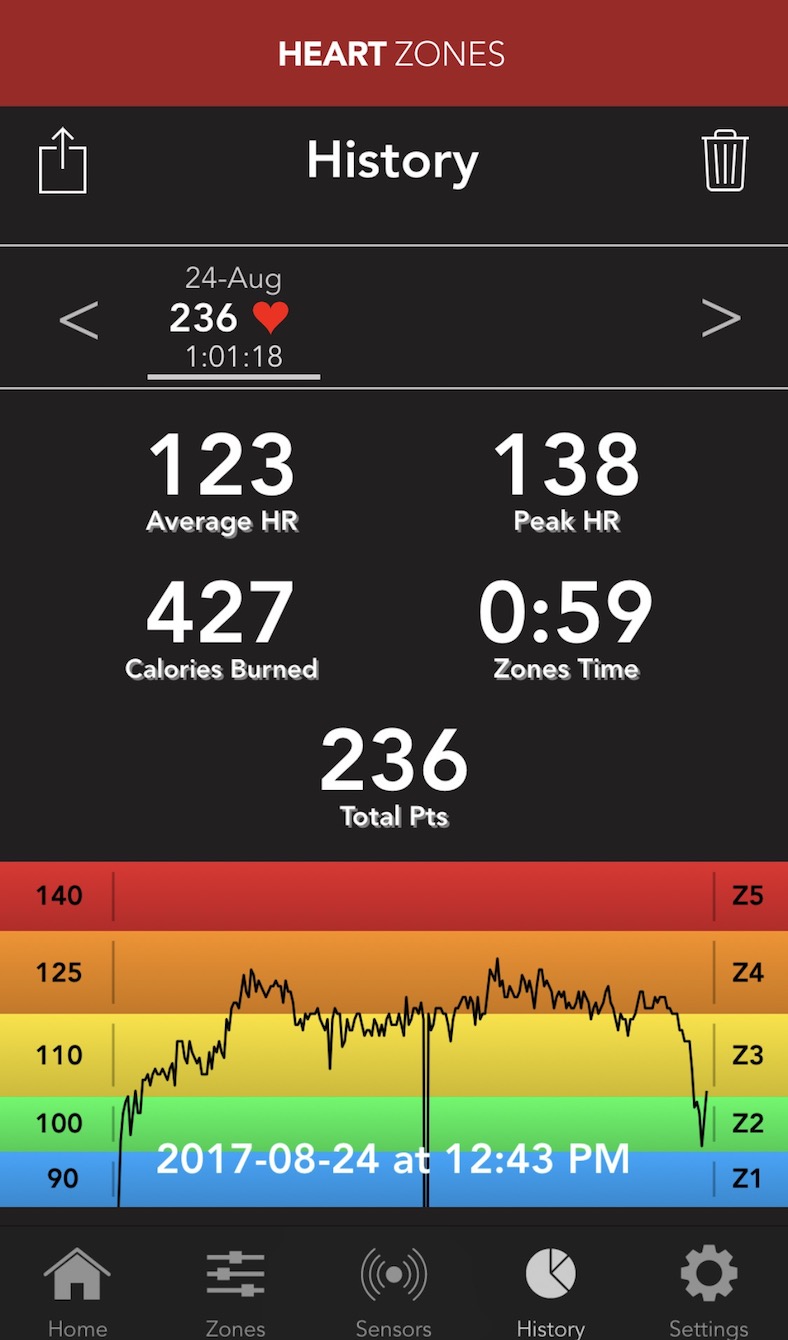 HEART ZONES
History
24-Aug
< 236 ❤ >
1:01:18
123 138
Average HR Peak HR
427 0:59
Calories Burned Zones Time
236
Total Pts
140 Z5
125 Z4
110 Z3
100 Z2
2017-08-24 at 12:43 PM
90 Z1
Home Zones Sensors History Settings